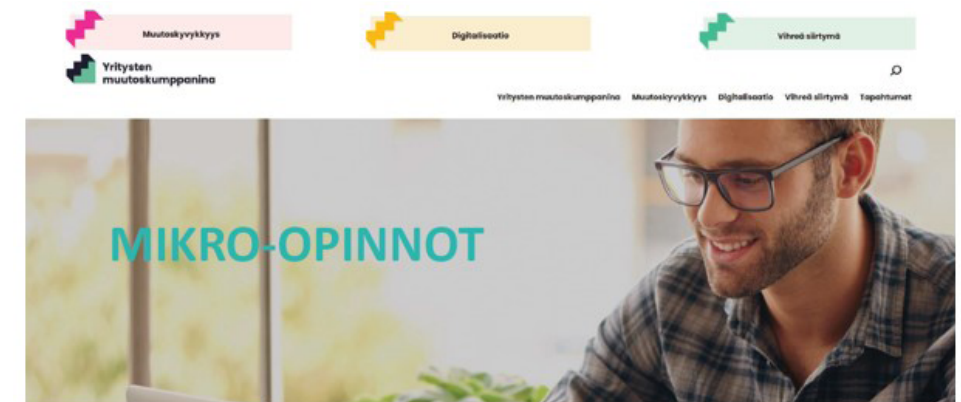 Muutoskyvykkyys
Digitalisaatio
Vihreä siirtymä
Yritysten
muutoskumppanina
Yritysten muutoskumppanina Muutoskyvykkyys Digitalisaatio Vihreä siirtymä Tapahtumat
MIKRO-OPINNOT